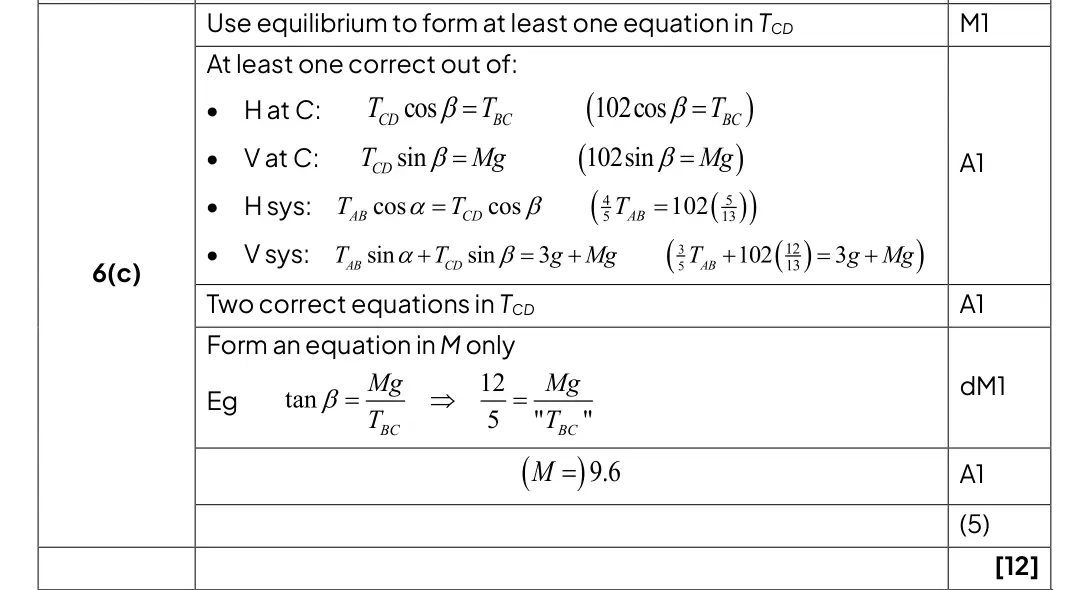 Use equilibrium to form at least one equation in T_CD M1
At least one correct out of:
• H at C: T_CD cos β = T_BC (102cos β = T_BC)
• V at C: T_CD sin β = Mg (102sin β = Mg)
A1
• H sys: T_AB cos α = T_CD cos β (4/5 T_AB = 102(5/13))
• V sys: T_AB sin α + T_CD sin β = 3g + Mg (3/5 T_AB + 102(12/13) = 3g + Mg)
6(c)
Two correct equations in T_CD A1
Form an equation in M only
Eg tan β = Mg/T_BC ⇒ 12/5 = Mg/"T_BC" dM1
(M =) 9.6 A1
(5)
[12]